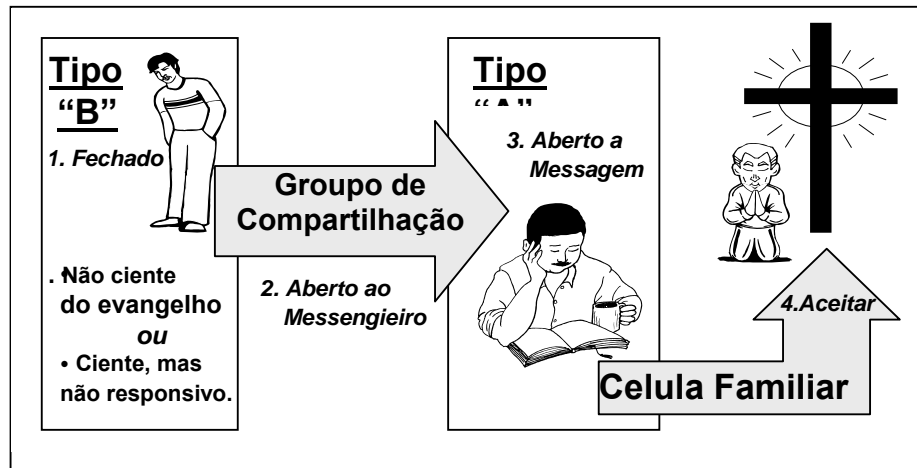 Tipo
“B”
1. Fechado
. Não ciente
do evangelho
ou
• Ciente, mas
não responsivo.
Groupo de
Compartilhação
2. Aberto ao
Messengieiro
Tipo
“A”
3. Aberto a
Messagem
Celula Familiar
4.Aceitar